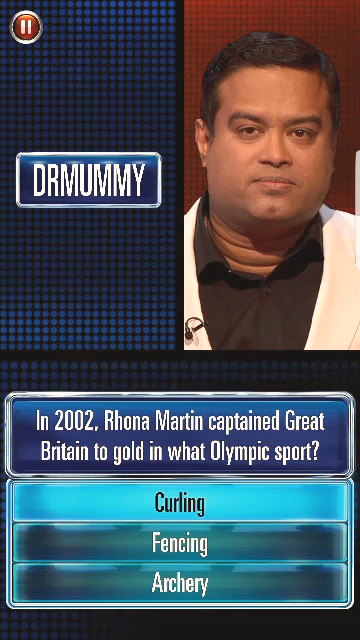 DRMUMMY
In 2002, Rhona Martin captained Great
Britain to gold in what Olympic sport?
Curling
Fencing
Archery